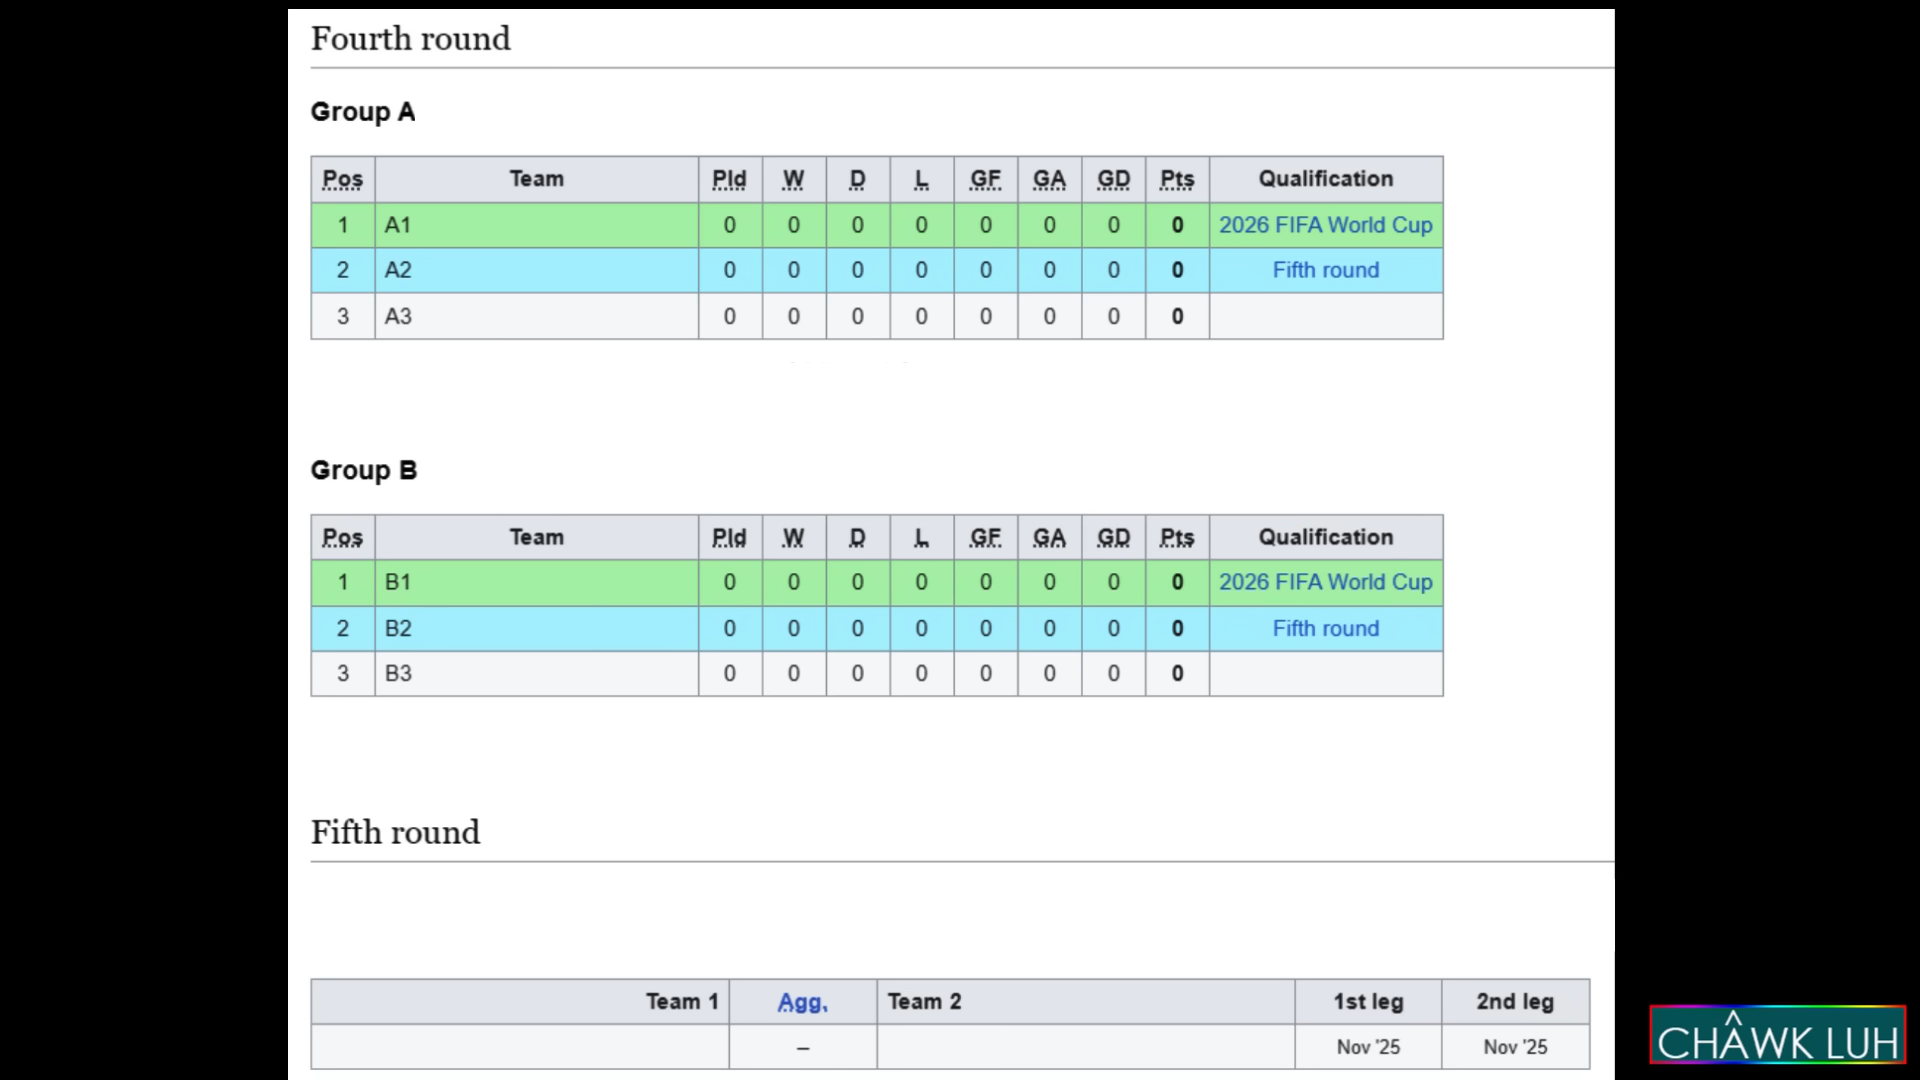 Fourth round
Group A
Pos Team Pld W D L GF GA GD Pts Qualification
1 A1 0 0 0 0 0 0 0 0 2026 FIFA World Cup
2 A2 0 0 0 0 0 0 0 0 Fifth round
3 A3 0 0 0 0 0 0 0 0
Group B
Pos Team Pld W D L GF GA GD Pts Qualification
1 B1 0 0 0 0 0 0 0 0 2026 FIFA World Cup
2 B2 0 0 0 0 0 0 0 0 Fifth round
3 B3 0 0 0 0 0 0 0 0
Fifth round
Team 1 Agg. Team 2 1st leg 2nd leg
– Nov '25 Nov '25
CHÂWK LUH